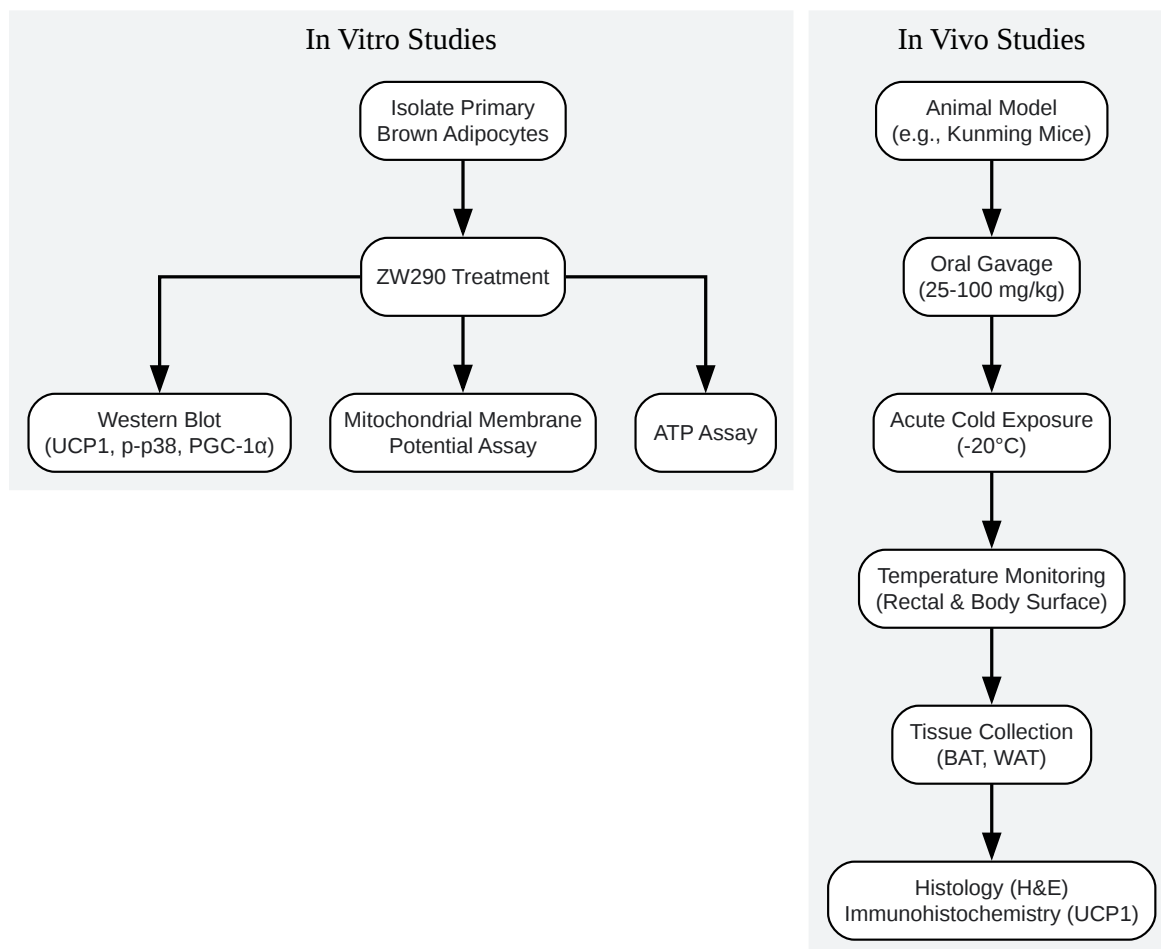 In Vitro Studies
Isolate Primary
Brown Adipocytes
ZW290 Treatment
Western Blot
(UCP1, p-p38, PGC-1α)
Mitochondrial Membrane
Potential Assay
ATP Assay
In Vivo Studies
Animal Model
(e.g., Kunming Mice)
Oral Gavage
(25-100 mg/kg)
Acute Cold Exposure
(-20°C)
Temperature Monitoring
(Rectal & Body Surface)
Tissue Collection
(BAT, WAT)
Histology (H&E)
Immunohistochemistry (UCP1)